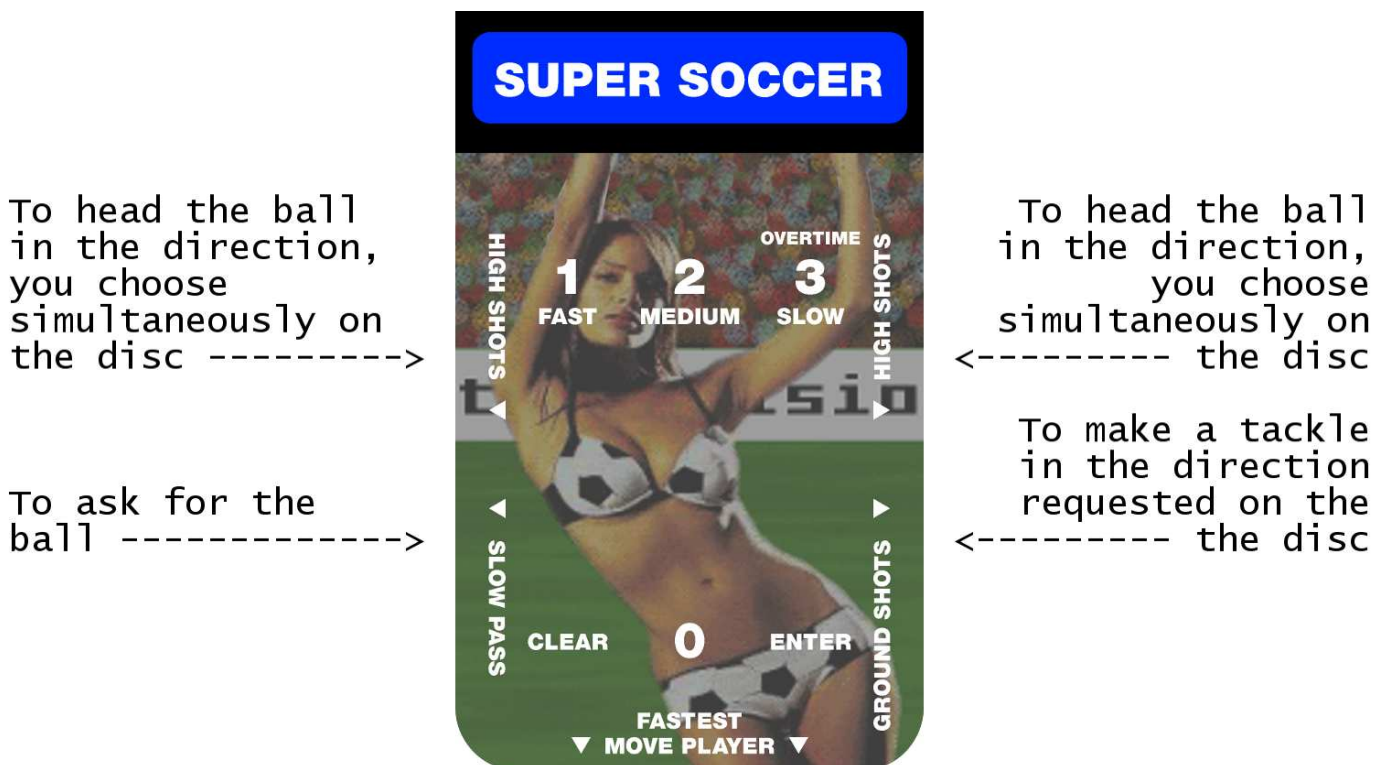 SUPER SOCCER
To head the ball
in the direction,
you choose
simultaneously on
the disc --------->
To ask for the
ball ------------->
HIGH SHOTS
SLOW PASS
OVERTIME
1 2 3
FAST MEDIUM SLOW
CLEAR 0 ENTER
FASTEST
▼ MOVE PLAYER ▼
HIGH SHOTS
GROUND SHOTS
To head the ball
in the direction,
you choose
simultaneously on
<--------- the disc
To make a tackle
in the direction
requested on the
<--------- the disc